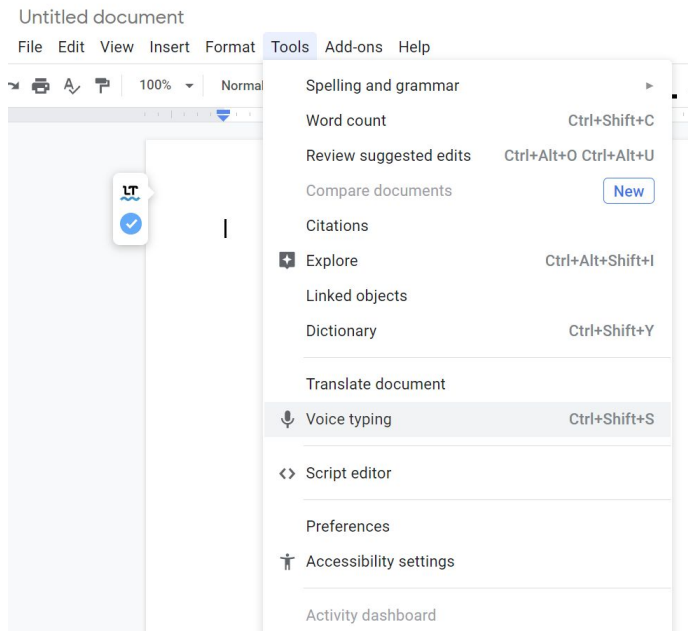 Untitled document
File Edit View Insert Format Tools Add-ons Help
100% Normal
Spelling and grammar
Word count Ctrl+Shift+C
Review suggested edits Ctrl+Alt+O Ctrl+Alt+U
Compare documents New
LT
Citations
Explore Ctrl+Alt+Shift+I
Linked objects
Dictionary Ctrl+Shift+Y
Translate document
Voice typing Ctrl+Shift+S
Script editor
Preferences
Accessibility settings
Activity dashboard